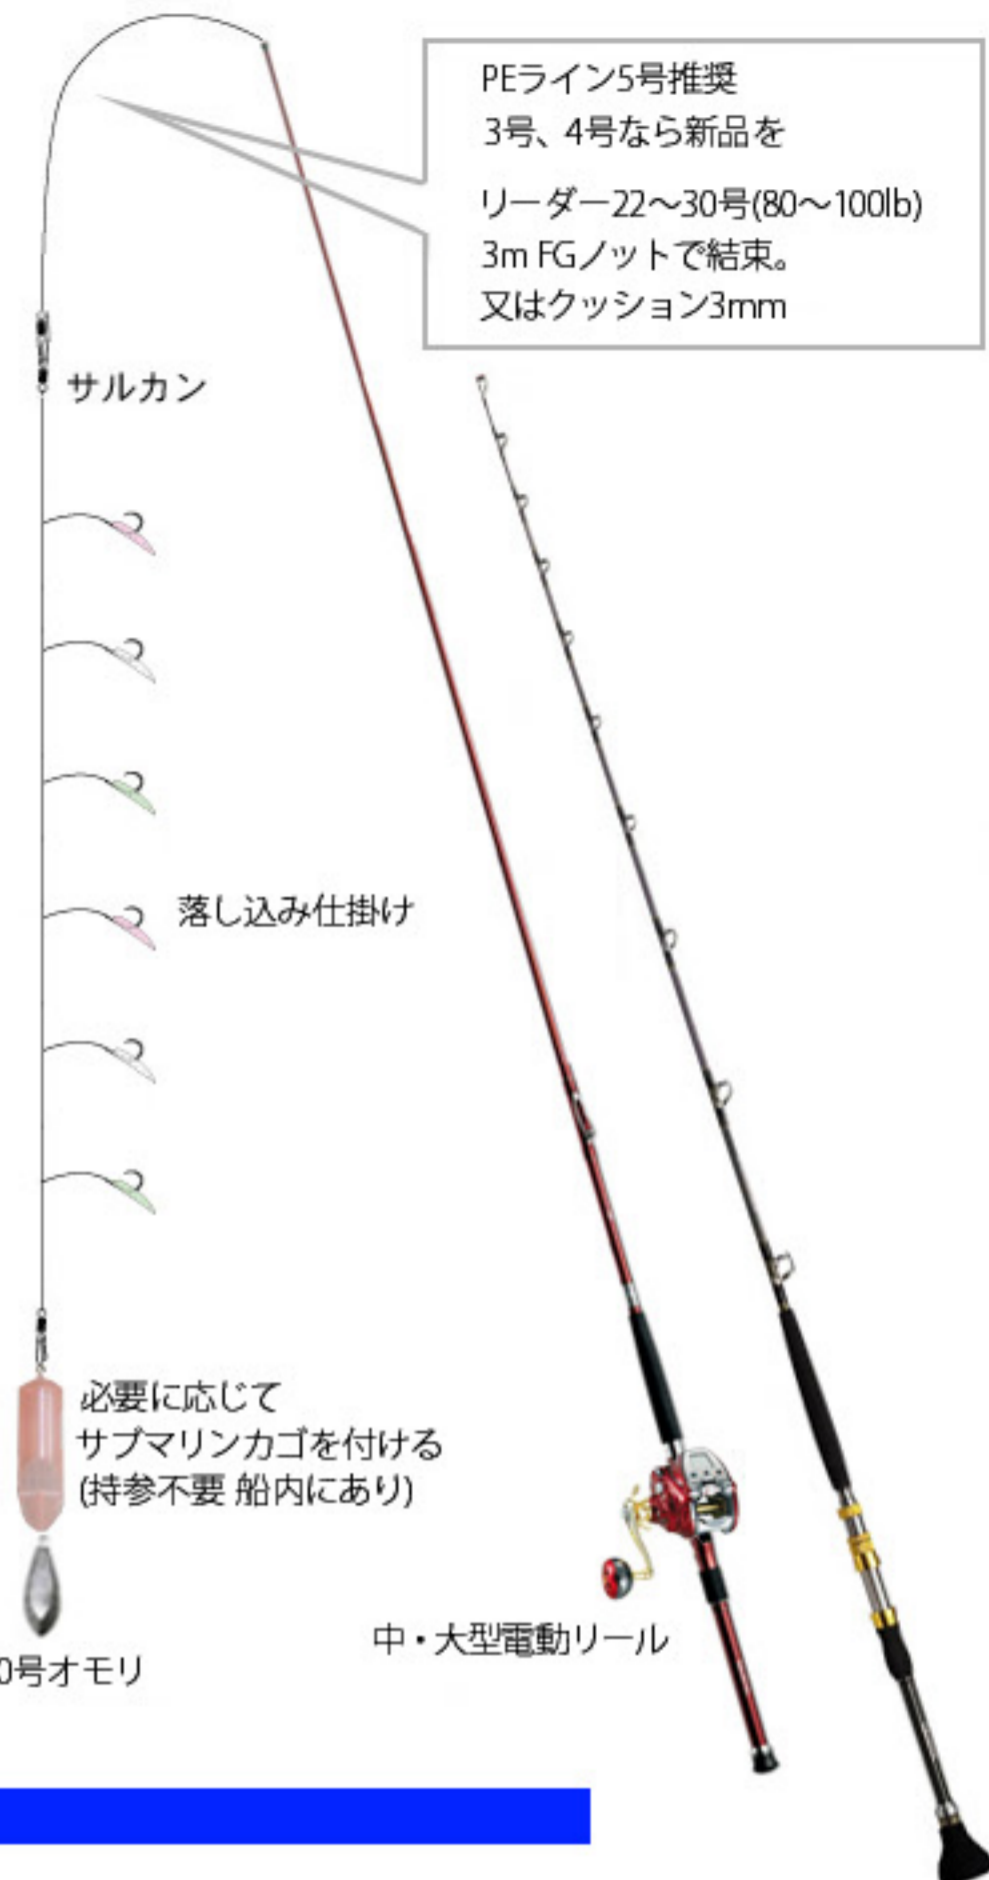 PEライン5号推奨
3号、4号なら新品を
リーダー22～30号(80～100lb)
3m FGノットで結束。
又はクッション3mm
サルカン
落し込み仕掛け
必要に応じて
サブマリンカゴを付ける
(持参不要 船内にあり)
中・大型電動リール
0号オモリ